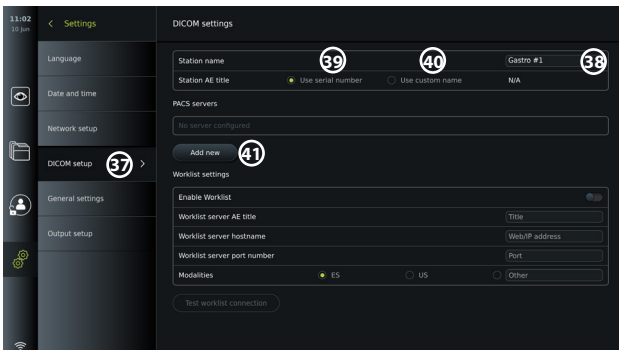 11:02
10 Jun
Settings
DICOM settings
Language
Date and time
Network setup
DICOM setup
37
General settings
Output setup
Station name
39
40
Gastro #1
38
Station AE title
Use serial number
Use custom name
N/A
PACS servers
No server configured
Add new
41
Worklist settings
Enable Worklist
Worklist server AE title
Title
Worklist server hostname
Web/IP address
Worklist server port number
Port
Modalities
ES
US
Other
Test worklist connection